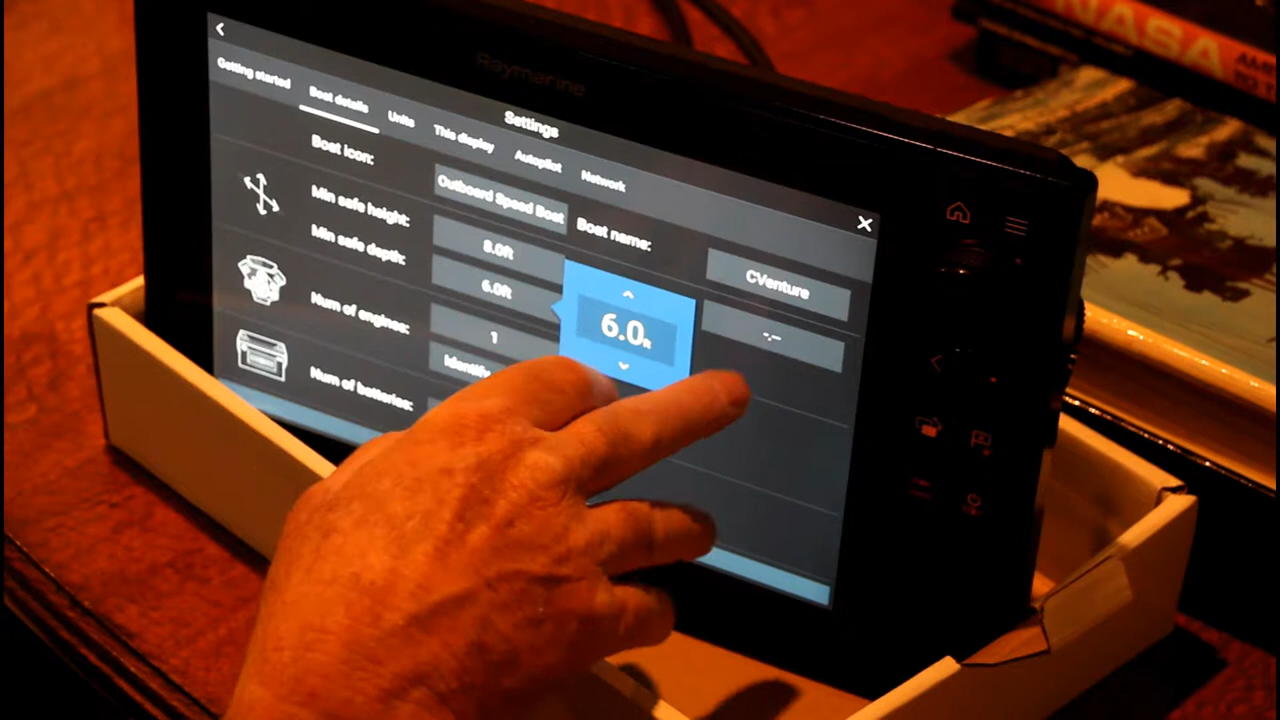 Raymarine
Settings
Getting started
Boat details
Units
This display
Autopilot
Network
Boat icon:
Outboard Speed Boat
Boat name:
CVenture
Min safe height:
8.0ft
-.--
Min safe depth:
6.0ft
6.0ft
Num of engines:
1
Identify
Num of batteries:
NASA